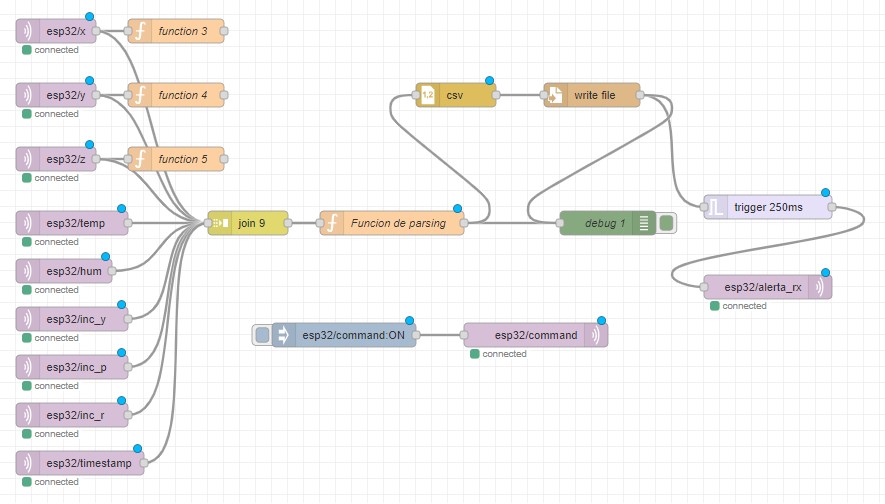 esp32/x
function 3
connected
esp32/y
function 4
csv
write file
connected
esp32/z
function 5
connected
esp32/temp
join 9
Funcion de parsing
debug 1
trigger 250ms
connected
esp32/hum
connected
esp32/alerta_rx
connected
esp32/inc_y
connected
esp32/command:ON
esp32/command
connected
esp32/inc_p
connected
esp32/inc_r
connected
esp32/timestamp
connected